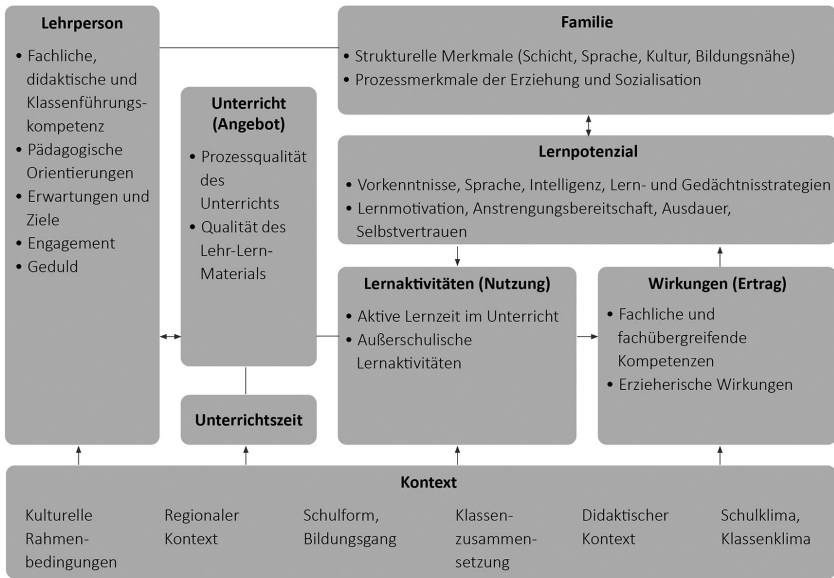 Lehrperson
• Fachliche,
didaktische und
Klassenführungs-
kompetenz
• Pädagogische
Orientierungen
• Erwartungen und
Ziele
• Engagement
• Geduld
Unterricht
(Angebot)
• Prozessqualität
des
Unterrichts
• Qualität des
Lehr-Lern-
Materials
Unterrichtszeit
Familie
• Strukturelle Merkmale (Schicht, Sprache, Kultur, Bildungsnähe)
• Prozessmerkmale der Erziehung und Sozialisation
Lernpotenzial
• Vorkenntnisse, Sprache, Intelligenz, Lern- und Gedächtnisstrategien
• Lernmotivation, Anstrengungsbereitschaft, Ausdauer,
Selbstvertrauen
Lernaktivitäten (Nutzung)
• Aktive Lernzeit im Unterricht
• Außerschulische
Lernaktivitäten
Wirkungen (Ertrag)
• Fachliche und
fachübergreifende
Kompetenzen
• Erzieherische Wirkungen
Kontext
Kulturelle
Rahmen-
bedingungen
Regionaler
Kontext
Schulform,
Bildungsgang
Klassen-
zusammen-
setzung
Didaktischer
Kontext
Schulklima,
Klassenklima